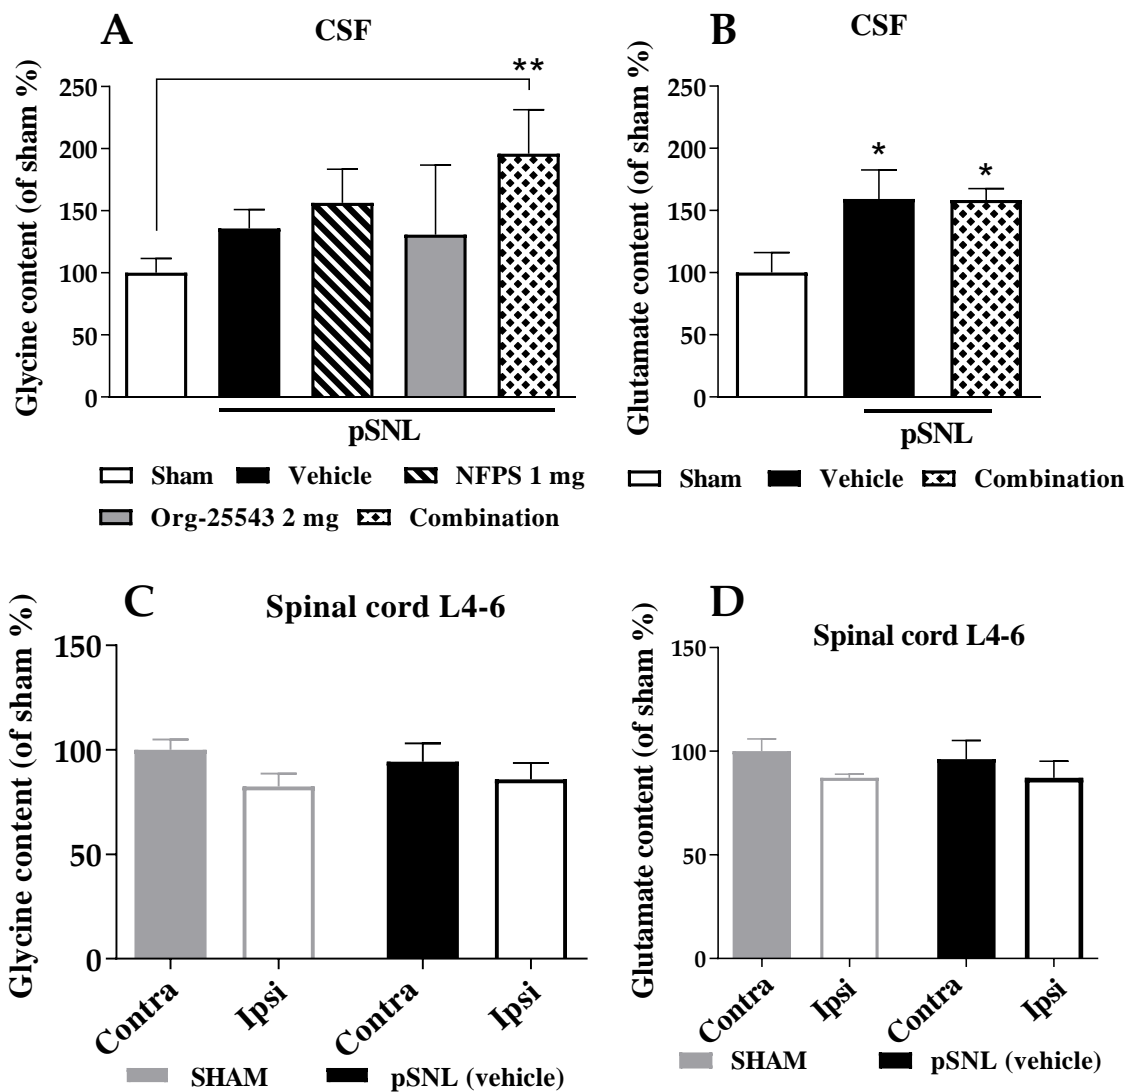 A
CSF
**
Glycine content (of sham %)
250
200
150
100
50
0
pSNL
Sham Vehicle NFPS 1 mg
Org-25543 2 mg Combination
B
CSF
Glutamate content (of sham %)
250
200
150
100
50
0
*
*
pSNL
Sham Vehicle Combination
C
Spinal cord L4-6
Glycine content (of sham %)
150
100
50
0
Contra Ipsi Contra Ipsi
SHAM pSNL (vehicle)
D
Spinal cord L4-6
Glutamate content (of sham %)
150
100
50
0
Contra Ipsi Contra Ipsi
SHAM pSNL (vehicle)